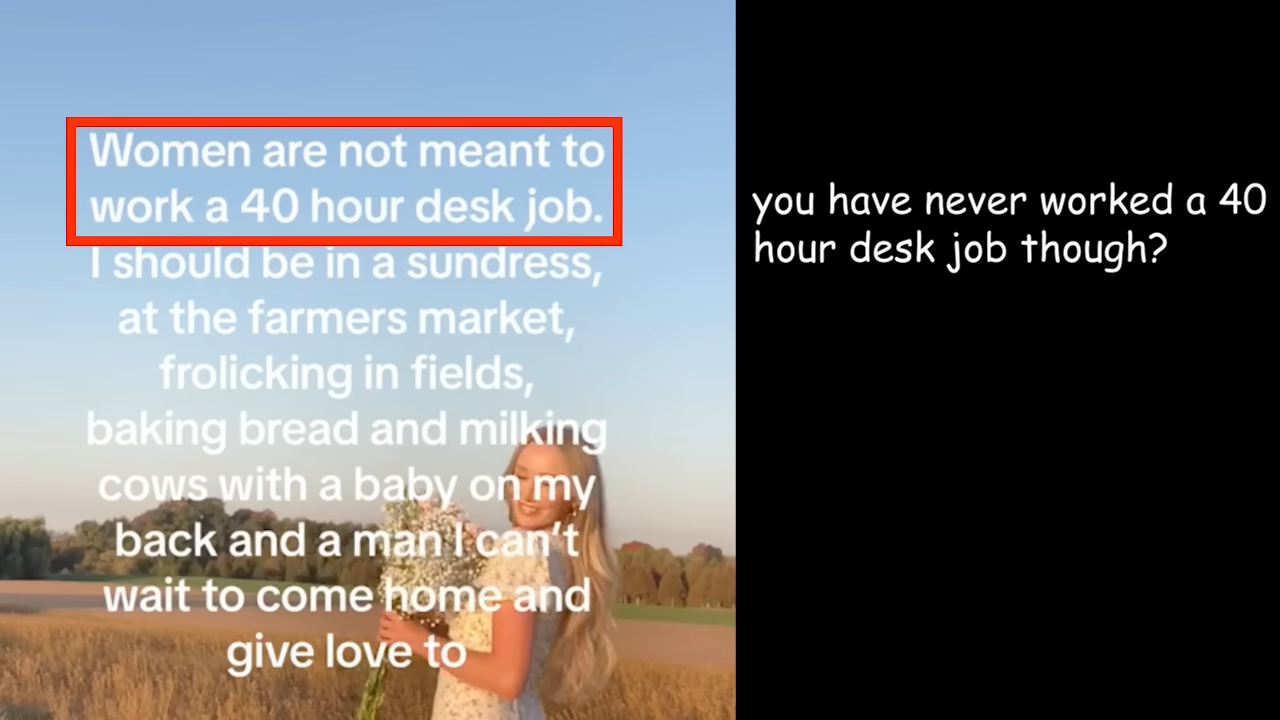 Women are not meant to
work a 40 hour desk job.
I should be in a sundress,
at the farmers market,
frolicking in fields,
baking bread and milking
cows with a baby on my
back and a man I can't
wait to come home and
give love to
you have never worked a 40
hour desk job though?